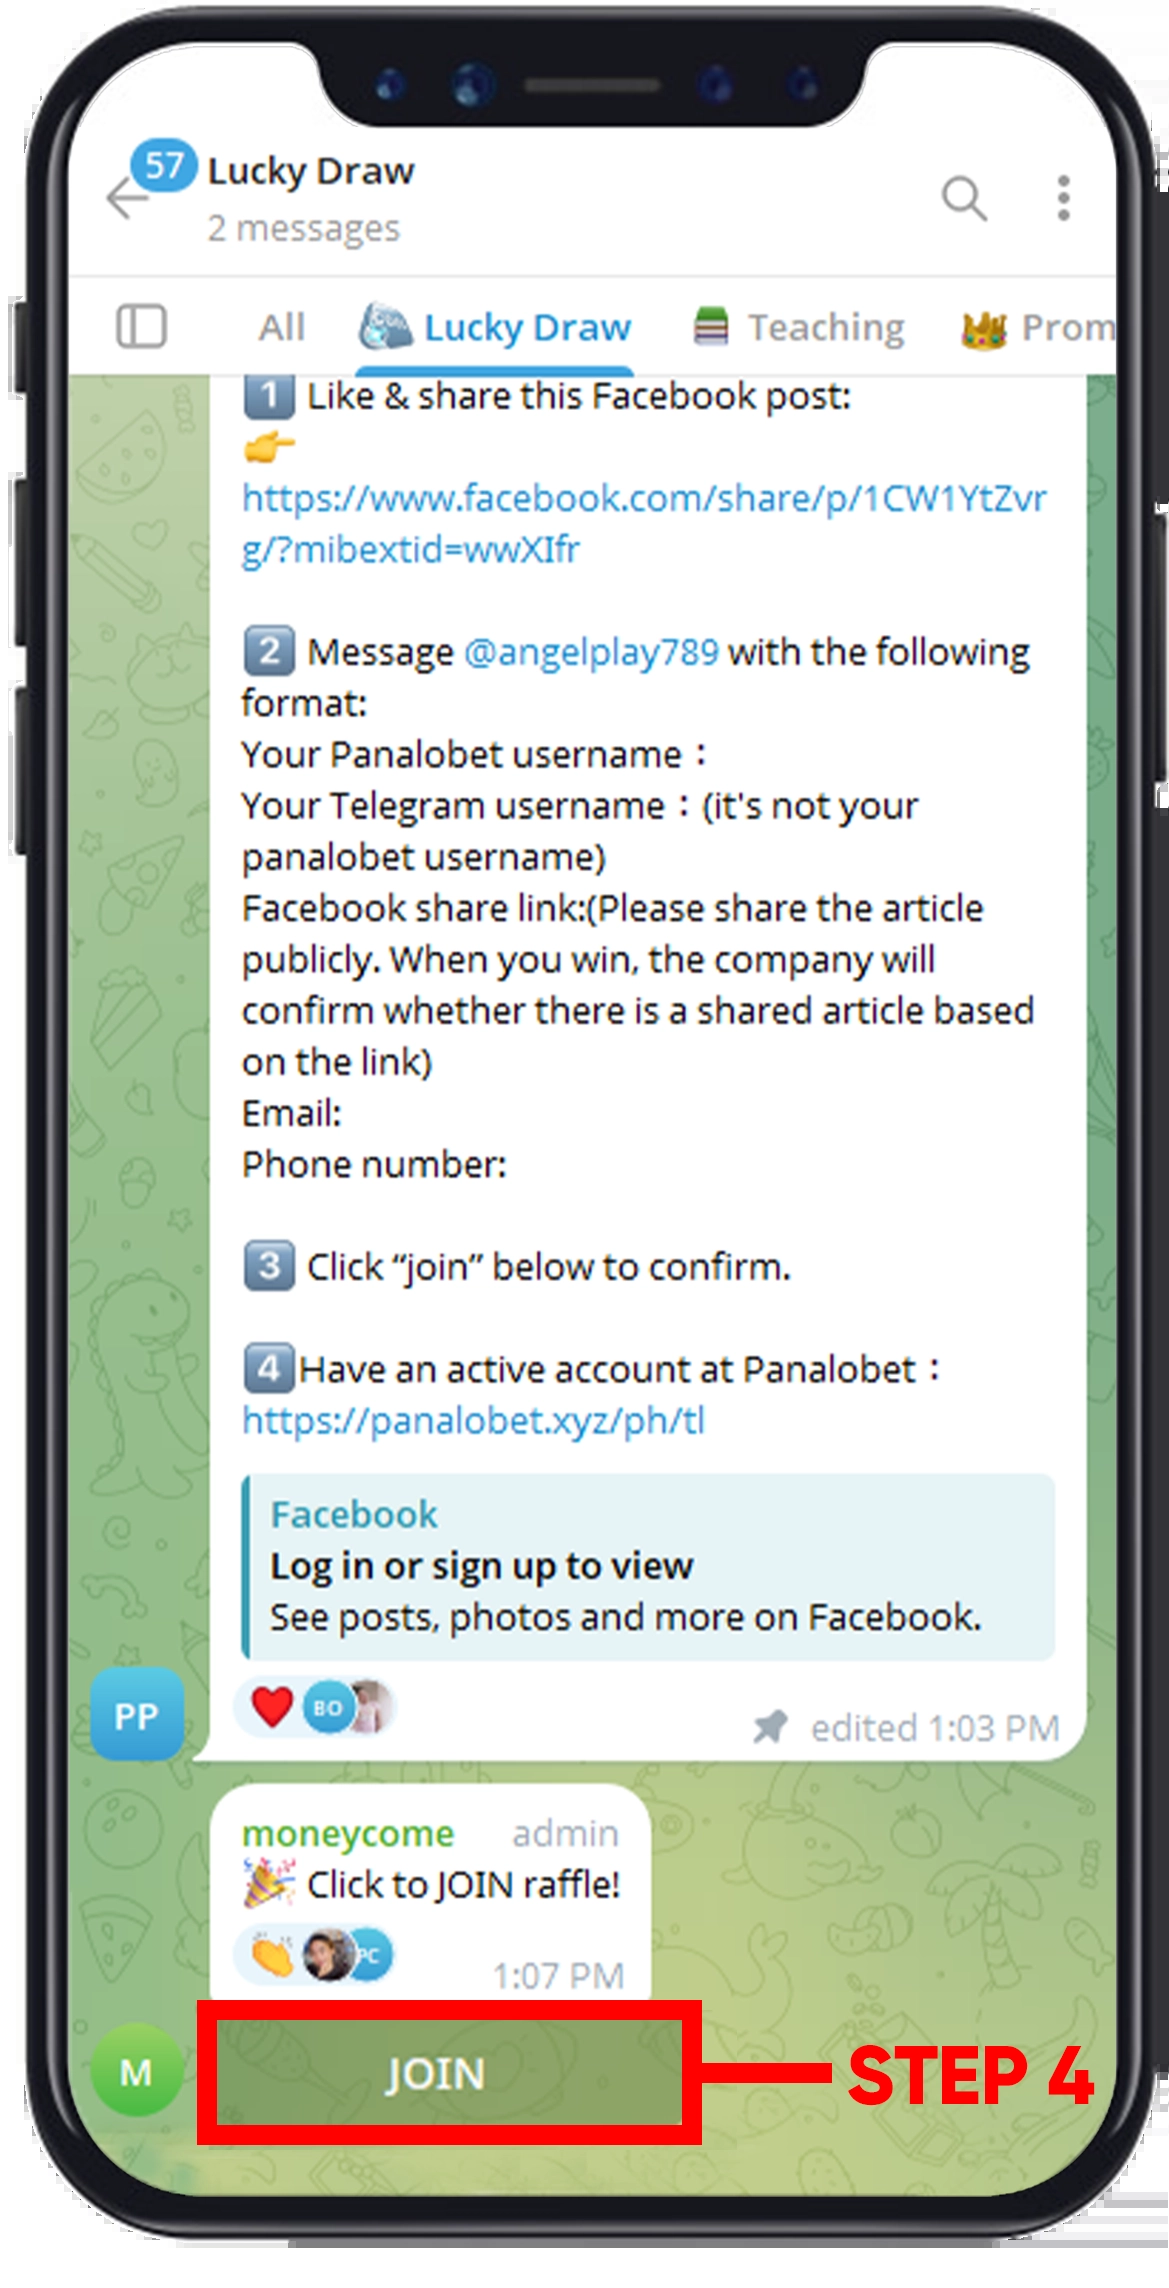 57
Lucky Draw
2 messages
All
Lucky Draw
Teaching
Prom
1 Like & share this Facebook post:
https://www.facebook.com/share/p/1CW1YtZvr
g/?mibextid=wwXIfr
2 Message @angelplay789 with the following
format:
Your Panalobet username：
Your Telegram username：(it's not your
panalobet username)
Facebook share link:(Please share the article
publicly. When you win, the company will
confirm whether there is a shared article based
on the link)
Email:
Phone number:
3 Click “join” below to confirm.
4 Have an active account at Panalobet：
https://panalobet.xyz/ph/tl
Facebook
Log in or sign up to view
See posts, photos and more on Facebook.
BO
PP
edited 1:03 PM
moneycome admin
Click to JOIN raffle!
PC
1:07 PM
M
JOIN
STEP 4